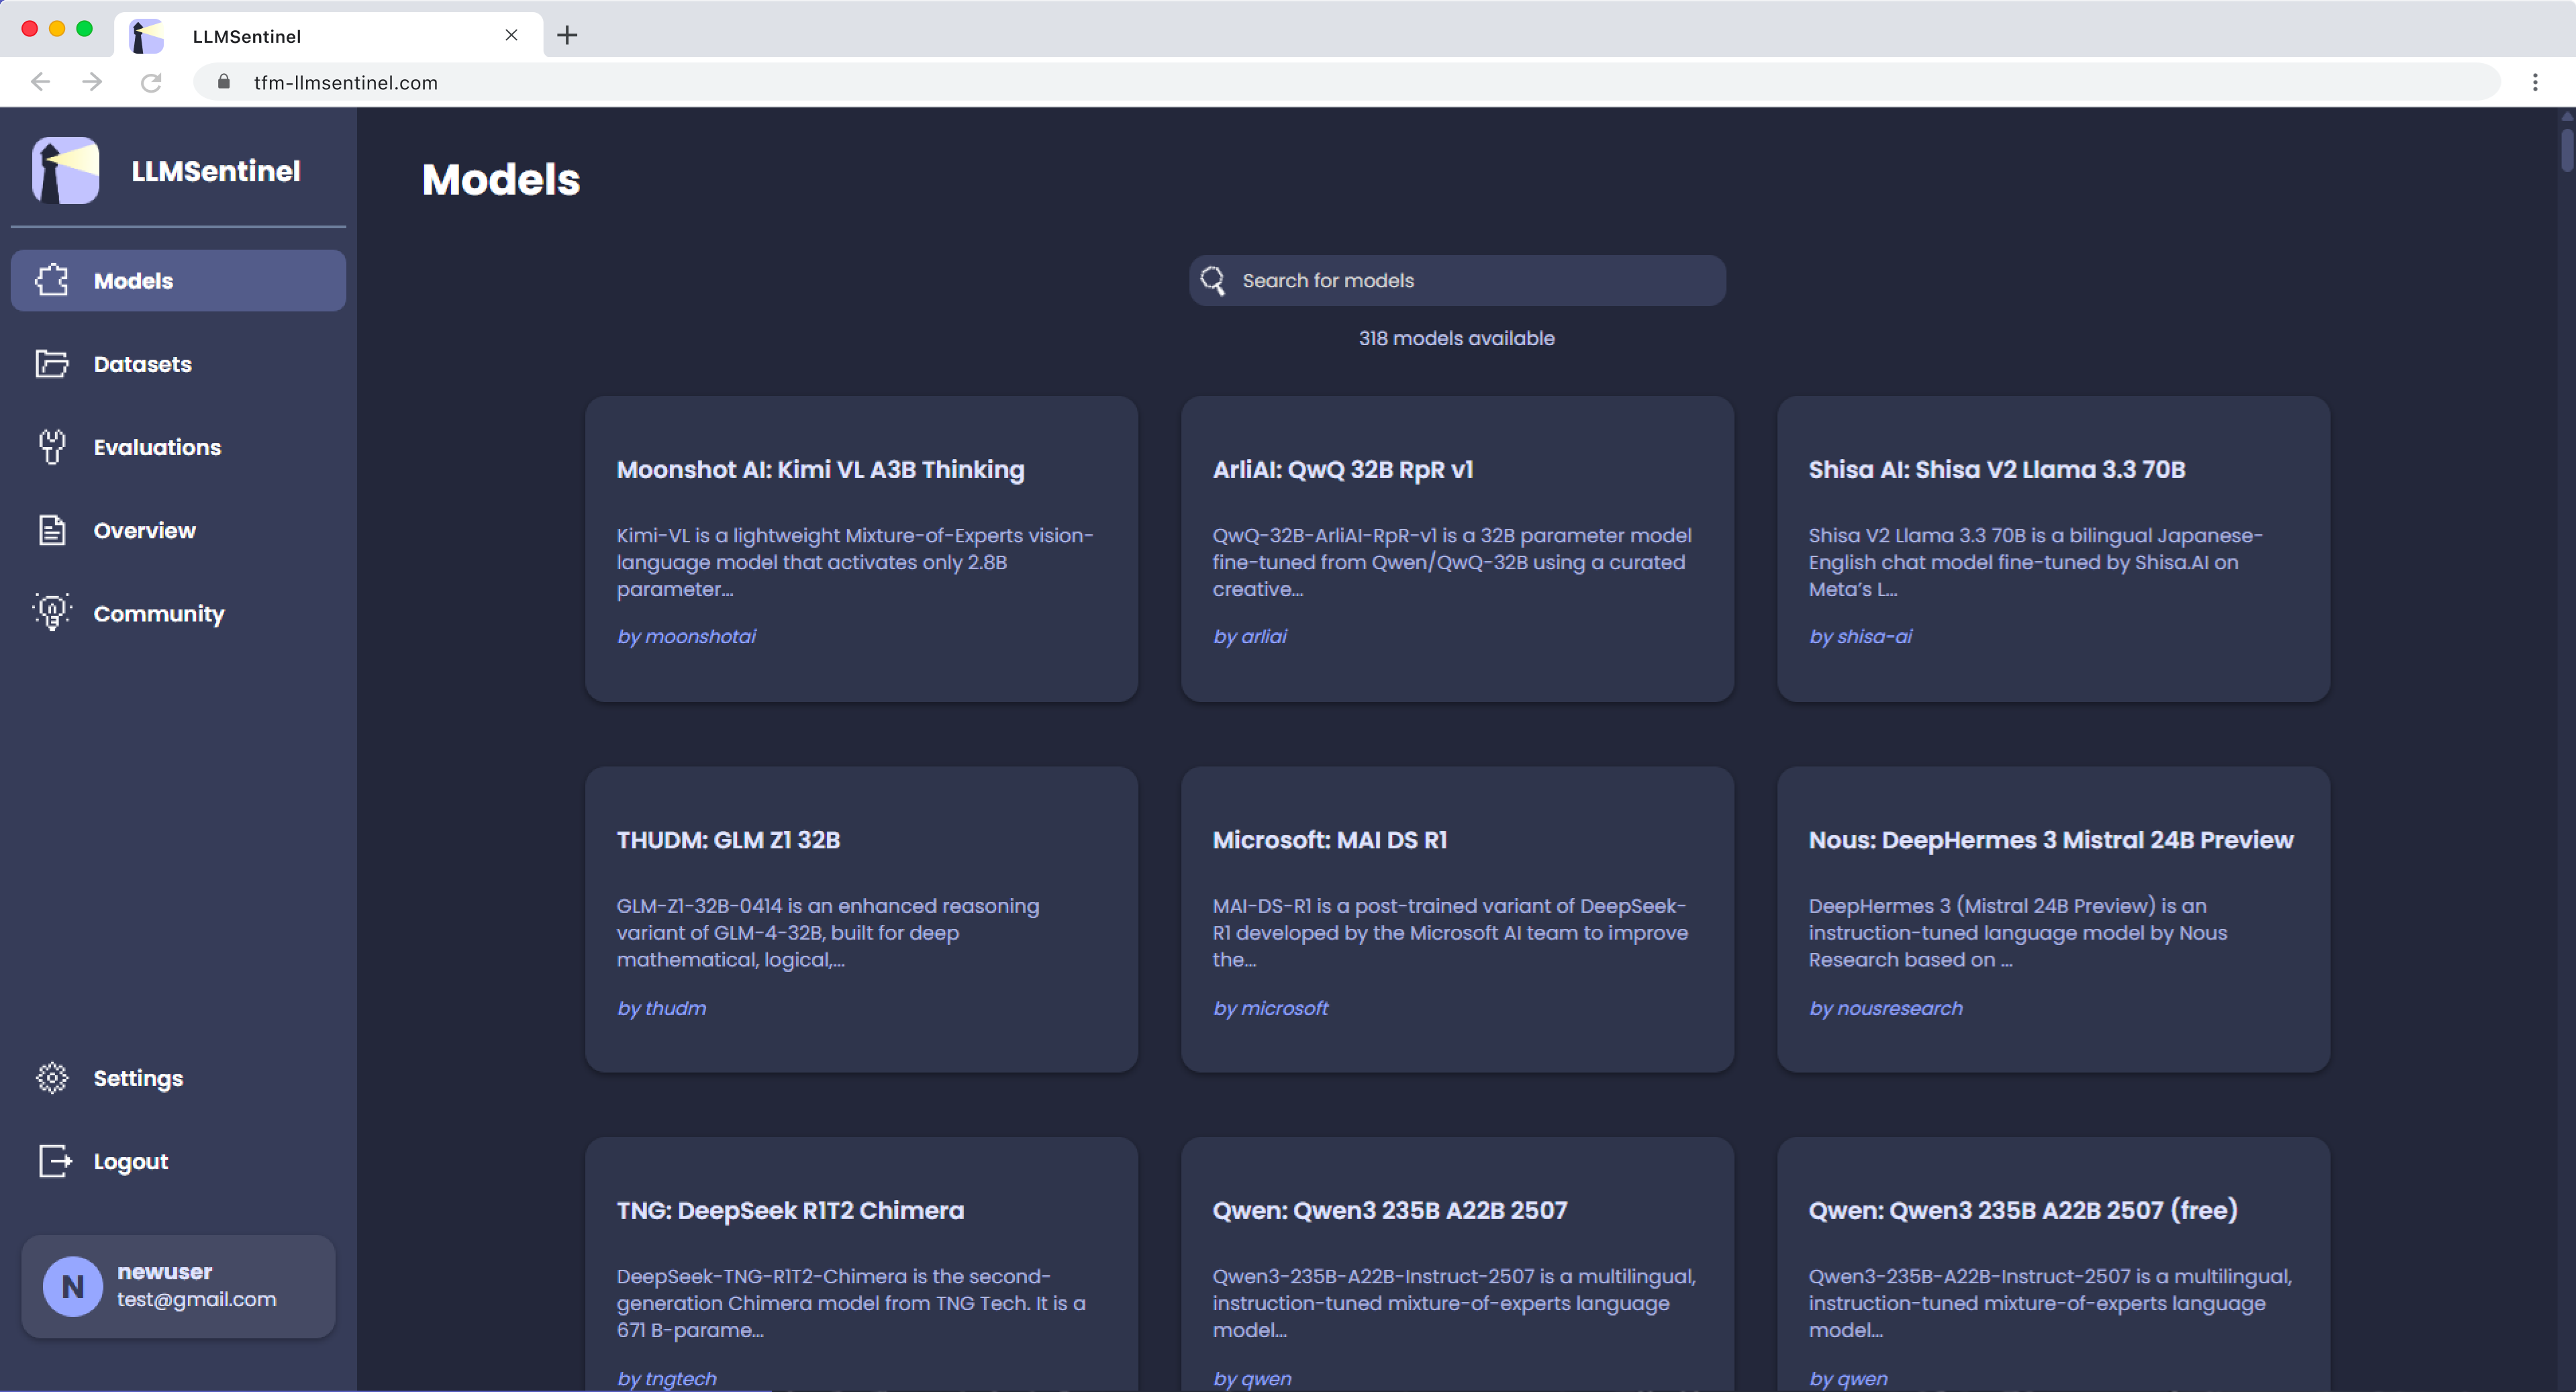 LLMSentinel
tfm-llmsentinel.com
LLMSentinel
Models
Datasets
Evaluations
Overview
Community
Settings
Logout
N
newuser
test@gmail.com
Models
Search for models
318 models available
Moonshot AI: Kimi VL A3B Thinking
Kimi-VL is a lightweight Mixture-of-Experts vision-
language model that activates only 2.8B
parameter...
by moonshotai
ArliAI: QwQ 32B RpR v1
QwQ-32B-ArliAI-RpR-v1 is a 32B parameter model
fine-tuned from Qwen/QwQ-32B using a curated
creative...
by arliai
Shisa AI: Shisa V2 Llama 3.3 70B
Shisa V2 Llama 3.3 70B is a bilingual Japanese-
English chat model fine-tuned by Shisa.AI on
Meta’s L...
by shisa-ai
THUDM: GLM Z1 32B
GLM-Z1-32B-0414 is an enhanced reasoning
variant of GLM-4-32B, built for deep
mathematical, logical,...
by thudm
Microsoft: MAI DS R1
MAI-DS-R1 is a post-trained variant of DeepSeek-
R1 developed by the Microsoft AI team to improve
the...
by microsoft
Nous: DeepHermes 3 Mistral 24B Preview
DeepHermes 3 (Mistral 24B Preview) is an
instruction-tuned language model by Nous
Research based on ...
by nousresearch
TNG: DeepSeek R1T2 Chimera
DeepSeek-TNG-R1T2-Chimera is the second-
generation Chimera model from TNG Tech. It is a
671 B-parame...
by tngtech
Qwen: Qwen3 235B A22B 2507
Qwen3-235B-A22B-Instruct-2507 is a multilingual,
instruction-tuned mixture-of-experts language
model...
by qwen
Qwen: Qwen3 235B A22B 2507 (free)
Qwen3-235B-A22B-Instruct-2507 is a multilingual,
instruction-tuned mixture-of-experts language
model...
by qwen